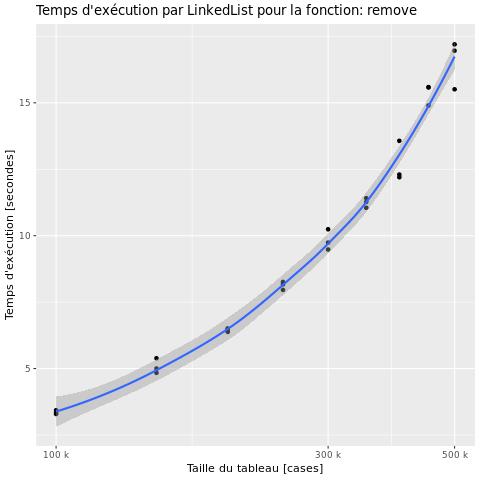 Temps d'exécution par LinkedList pour la fonction: remove
Temps d'exécution [secondes]
15
10
5
100 k
300 k
500 k
Taille du tableau [cases]